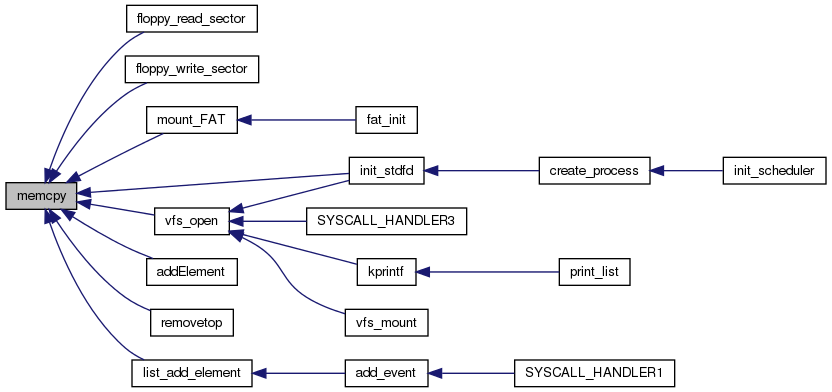 floppy_read_sector
floppy_write_sector
mount_FAT
fat_init
init_stdfd
create_process
init_scheduler
memcpy
vfs_open
SYSCALL_HANDLER3
addElement
kprintf
print_list
removetop
vfs_mount
list_add_element
add_event
SYSCALL_HANDLER1